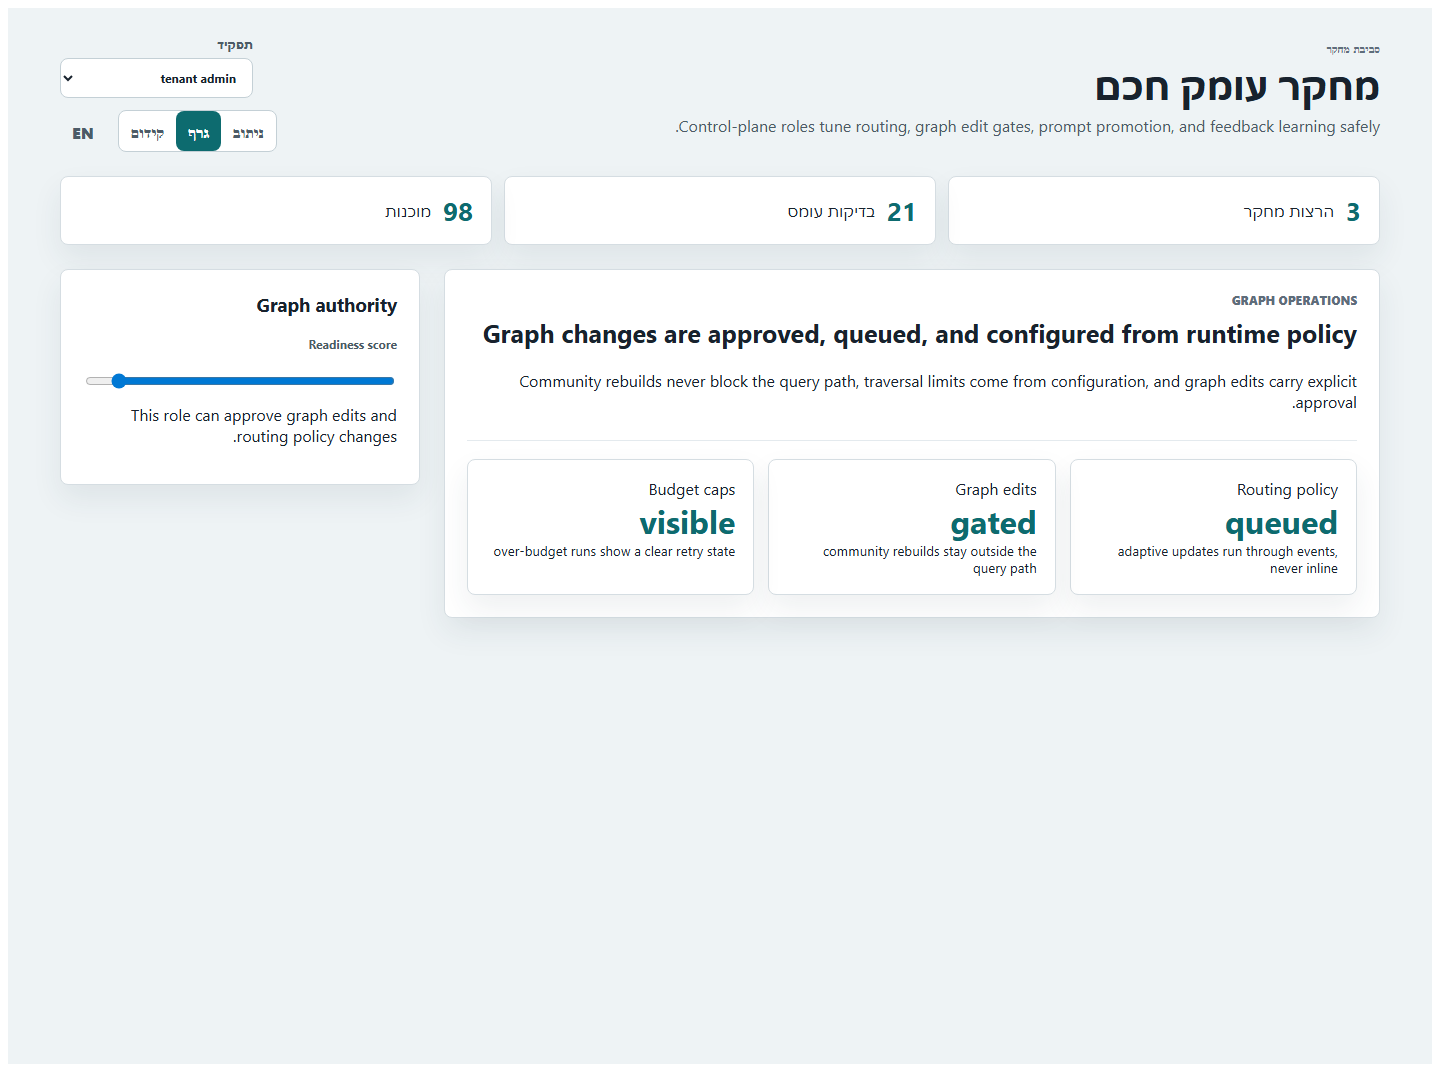 סביבת מחקר
מחקר עומק חכם
Control-plane roles tune routing, graph edit gates, prompt promotion, and feedback learning safely.
תפקיד
tenant admin
ניתוב
גרף
קידום
EN
3 הרצות מחקר
21 בדיקות עומס
98 מוכנות
GRAPH OPERATIONS
Graph changes are approved, queued, and configured from runtime policy
Community rebuilds never block the query path, traversal limits come from configuration, and graph edits carry explicit
approval.
Routing policy
queued
adaptive updates run through events,
never inline
Graph edits
gated
community rebuilds stay outside the
query path
Budget caps
visible
over-budget runs show a clear retry state
Graph authority
Readiness score
This role can approve graph edits and
routing policy changes.